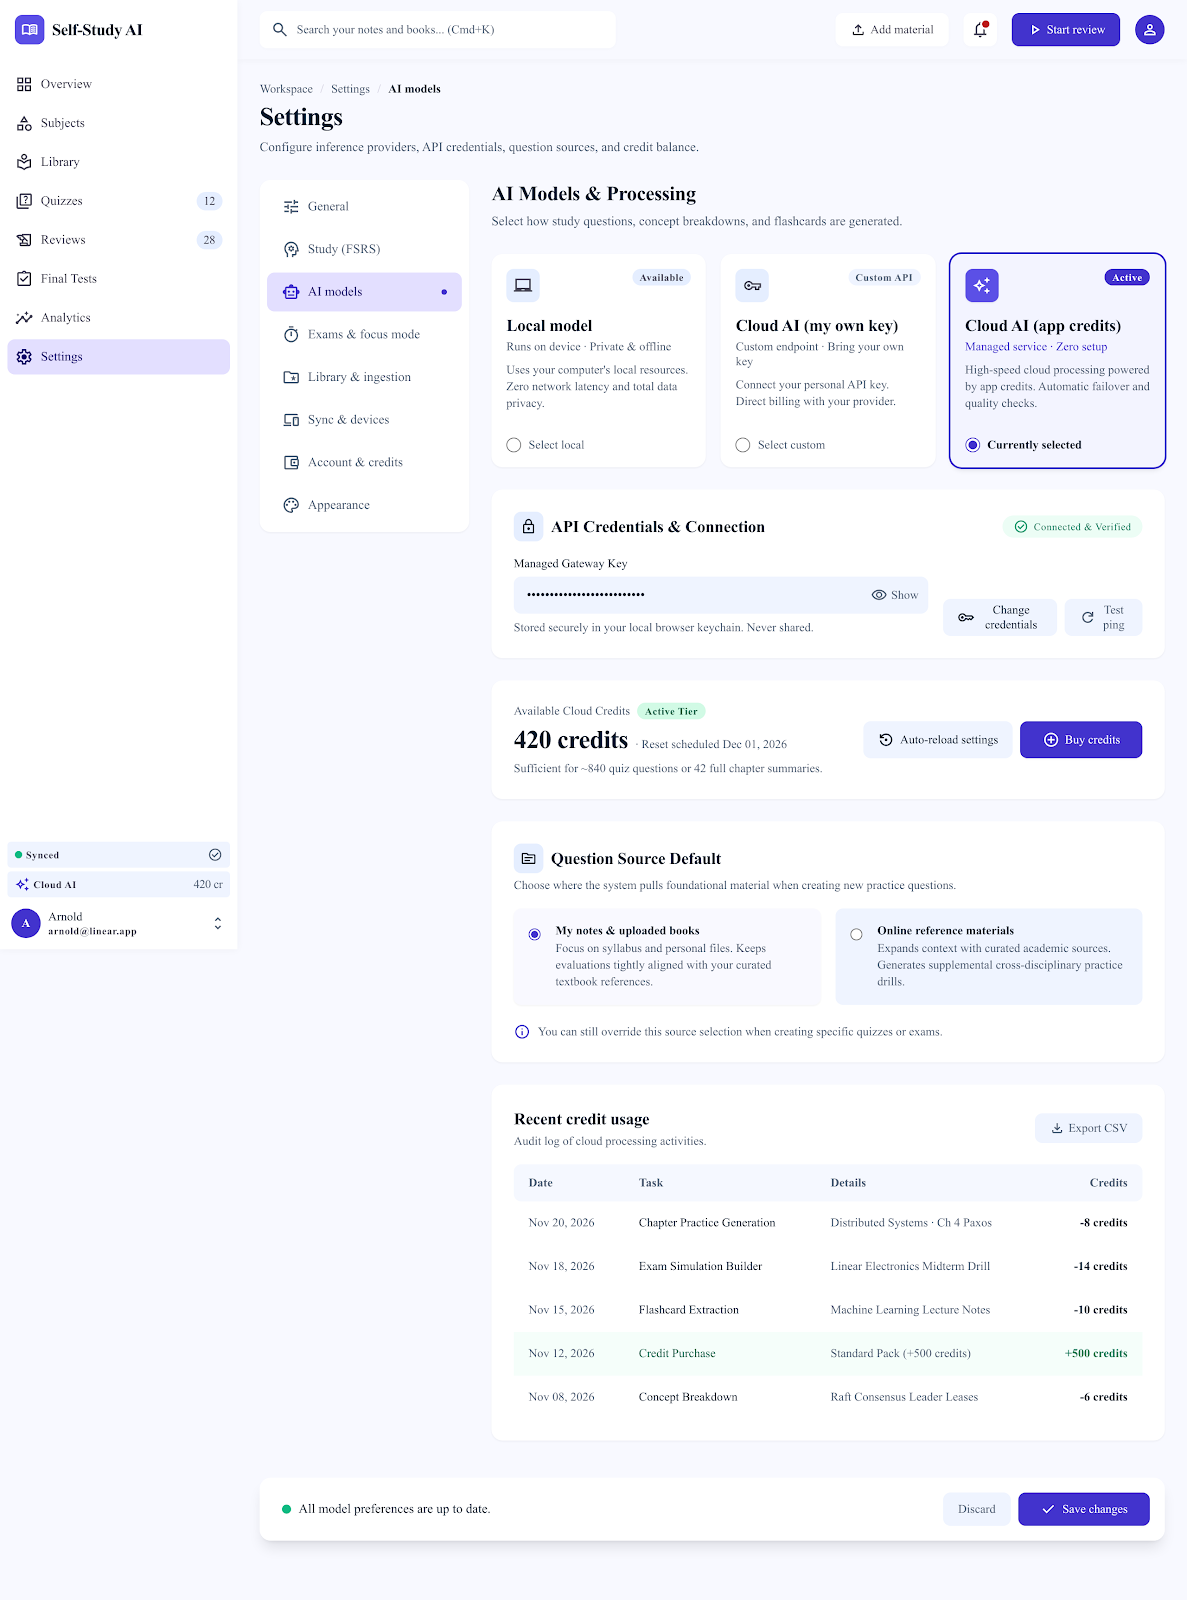 Self-Study AI
Search your notes and books... (Cmd+K)
Add material
Start review
Overview
Subjects
Library
Quizzes 12
Reviews 28
Final Tests
Analytics
Settings
Synced
Cloud AI 420 cr
A
Arnold
arnold@linear.app
Workspace / Settings / AI models
Settings
Configure inference providers, API credentials, question sources, and credit balance.
General
Study (FSRS)
AI models
Exams & focus mode
Library & ingestion
Sync & devices
Account & credits
Appearance
AI Models & Processing
Select how study questions, concept breakdowns, and flashcards are generated.
Available
Local model
Runs on device · Private & offline
Uses your computer's local resources.
Zero network latency and total data
privacy.
Select local
Custom API
Cloud AI (my own key)
Custom endpoint · Bring your own
key
Connect your personal API key.
Direct billing with your provider.
Select custom
Active
Cloud AI (app credits)
Managed service · Zero setup
High-speed cloud processing powered
by app credits. Automatic failover and
quality checks.
Currently selected
API Credentials & Connection
Connected & Verified
Managed Gateway Key
••••••••••••••••••••••••••
Show
Stored securely in your local browser keychain. Never shared.
Change
credentials
Test
ping
Available Cloud Credits Active Tier
420 credits · Reset scheduled Dec 01, 2026
Sufficient for ~840 quiz questions or 42 full chapter summaries.
Auto-reload settings
Buy credits
Question Source Default
Choose where the system pulls foundational material when creating new practice questions.
My notes & uploaded books
Focus on syllabus and personal files. Keeps
evaluations tightly aligned with your curated
textbook references.
Online reference materials
Expands context with curated academic sources.
Generates supplemental cross-disciplinary practice
drills.
You can still override this source selection when creating specific quizzes or exams.
Recent credit usage
Audit log of cloud processing activities.
Export CSV
Date Task Details Credits
Nov 20, 2026 Chapter Practice Generation Distributed Systems · Ch 4 Paxos -8 credits
Nov 18, 2026 Exam Simulation Builder Linear Electronics Midterm Drill -14 credits
Nov 15, 2026 Flashcard Extraction Machine Learning Lecture Notes -10 credits
Nov 12, 2026 Credit Purchase Standard Pack (+500 credits) +500 credits
Nov 08, 2026 Concept Breakdown Raft Consensus Leader Leases -6 credits
All model preferences are up to date.
Discard
Save changes